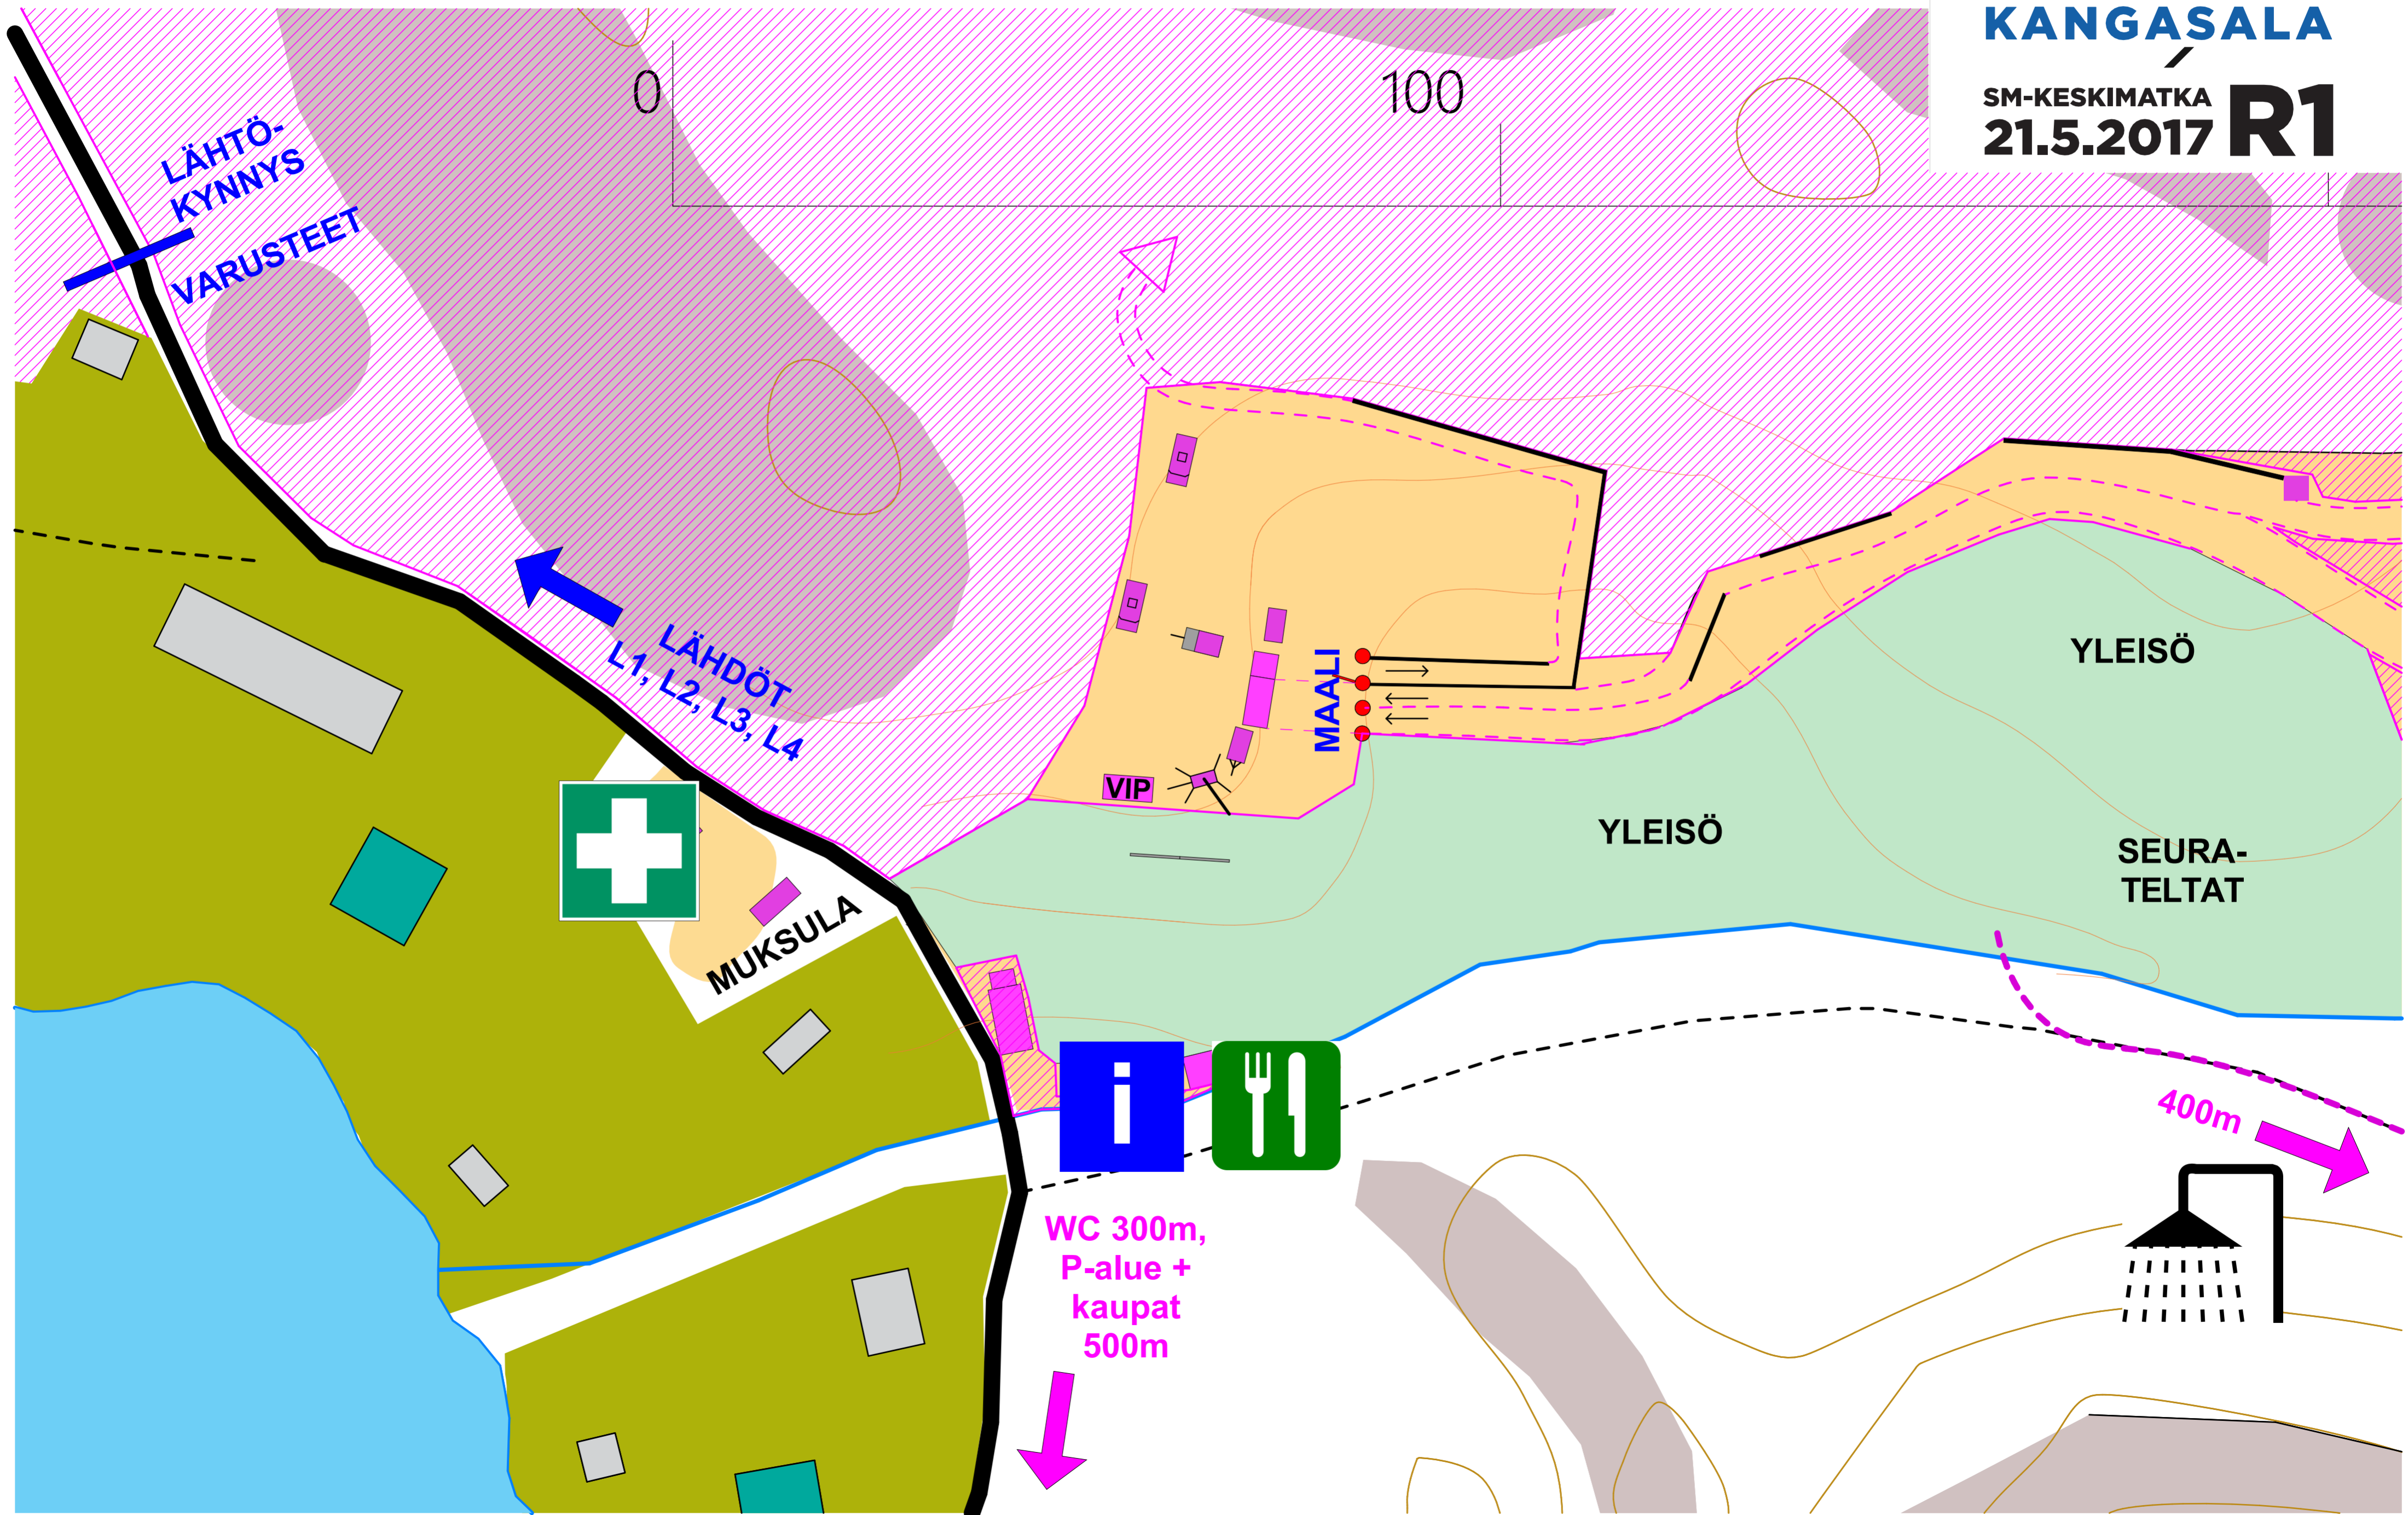 KANGASALA
SM-KESKIMATKA
21.5.2017 R1
0
100
LÄHTÖ-
KYNNYS
VARUSTEET
LÄHDÖT
L1, L2, L3, L4
MAALI
VIP
YLEISÖ
YLEISÖ
SEURA-
TELTAT
MUKSULA
i
400m
WC 300m,
P-alue +
kaupat
500m